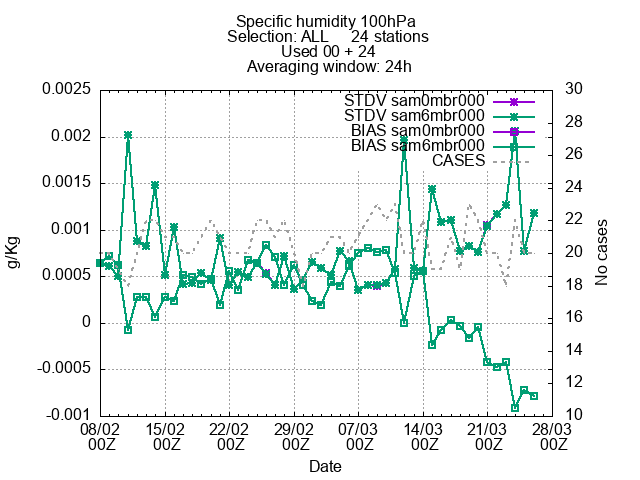 Specific humidity 100hPa
Selection: ALL 24 stations
Used 00 + 24
Averaging window: 24h
STDV sam0mbr000
STDV sam6mbr000
BIAS sam0mbr000
BIAS sam6mbr000
CASES
0.0025
0.002
0.0015
0.001
0.0005
0
-0.0005
-0.001
g/Kg
30
28
26
24
22
20
18
16
14
12
10
No cases
08/02 15/02 22/02 29/02 07/03 14/03 21/03 28/03
00Z 00Z 00Z 00Z 00Z 00Z 00Z 00Z
Date